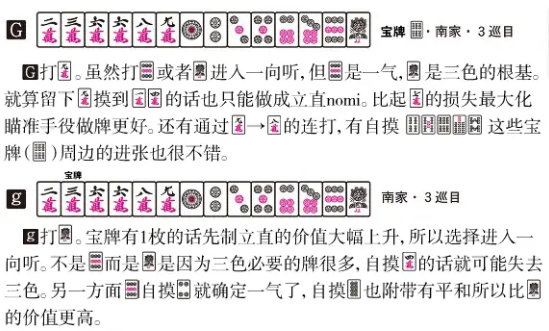 G 二萬 三萬 六萬 六萬 八萬 九萬 宝牌 · 南家 · 3 巡目
G打。虽然打或者进入一向听,但是一气,是三色的根基。
就算留下摸到的话也只能做成立直nomi。比起的损失最大化
瞄准手役做牌更好。还有通过→的连打,有自摸这些宝
牌()周边的进张也很不错。
宝牌
g 二萬 三萬 六萬 六萬 八萬 九萬 南家 · 3 巡目
g打。宝牌有1枚的话先制立直的价值大幅上升,所以选择进入一
向听。不是而是是因为三色必要的牌很多,自摸的话就可能失去
三色。另一方面自摸就确定一气了,自摸也附带有平和所以比
的价值更高。